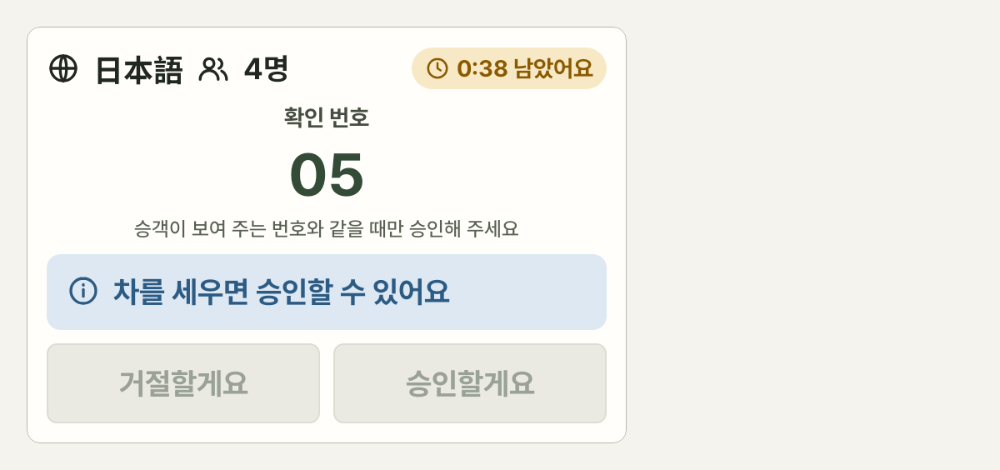 日本語 4명 0:38 남았어요
확인 번호
05
승객이 보여 주는 번호와 같을 때만 승인해 주세요
차를 세우면 승인할 수 있어요
거절할게요 승인할게요